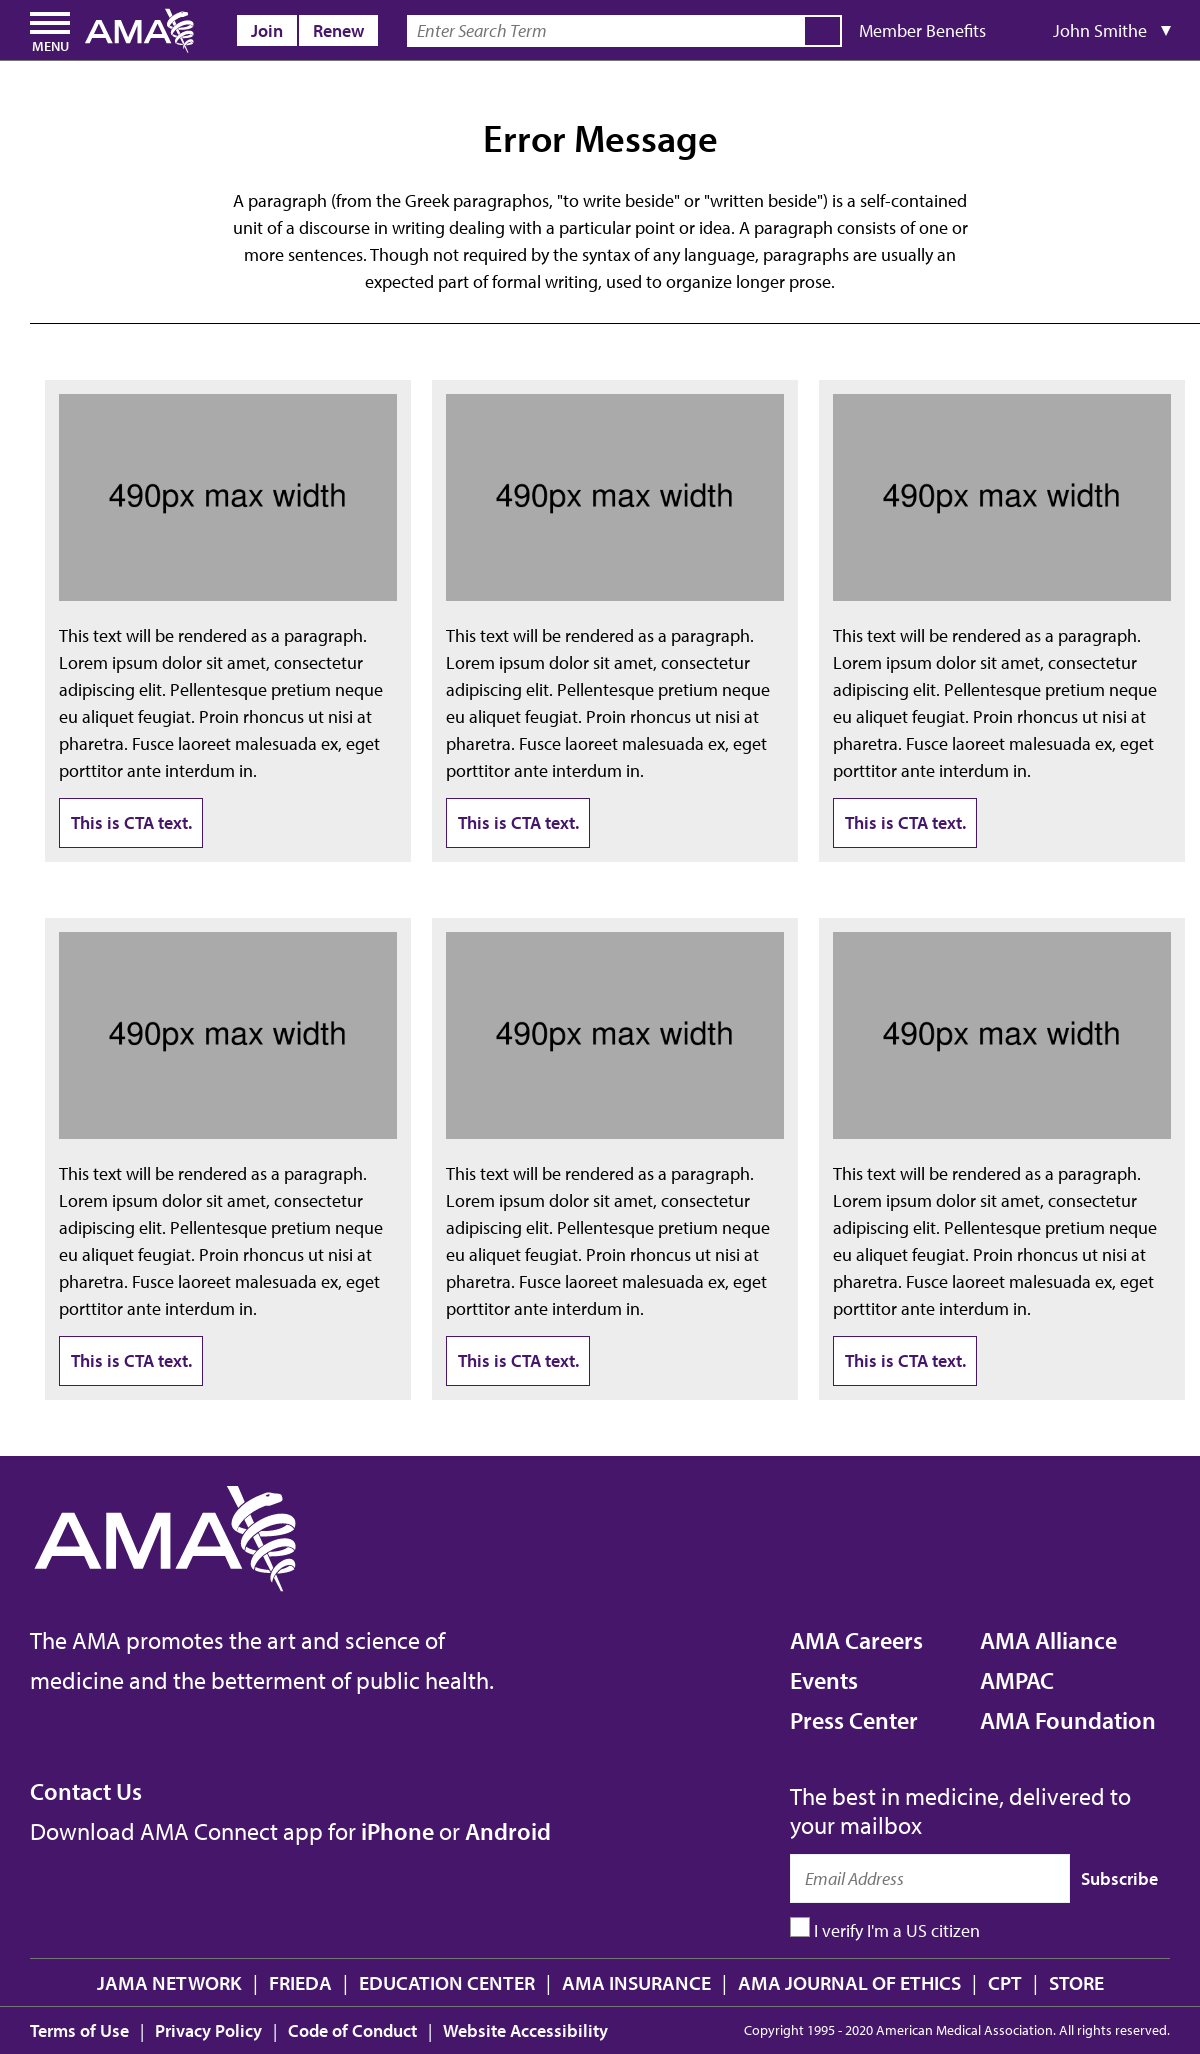 MENU
AMA
Join
Renew
Enter Search Term
Member Benefits
John Smithe ▼
Error Message
A paragraph (from the Greek paragraphos, "to write beside" or "written beside") is a self-contained
unit of a discourse in writing dealing with a particular point or idea. A paragraph consists of one or
more sentences. Though not required by the syntax of any language, paragraphs are usually an
expected part of formal writing, used to organize longer prose.
490px max width
This text will be rendered as a paragraph.
Lorem ipsum dolor sit amet, consectetur
adipiscing elit. Pellentesque pretium neque
eu aliquet feugiat. Proin rhoncus ut nisi at
pharetra. Fusce laoreet malesuada ex, eget
porttitor ante interdum in.
This is CTA text.
490px max width
This text will be rendered as a paragraph.
Lorem ipsum dolor sit amet, consectetur
adipiscing elit. Pellentesque pretium neque
eu aliquet feugiat. Proin rhoncus ut nisi at
pharetra. Fusce laoreet malesuada ex, eget
porttitor ante interdum in.
This is CTA text.
490px max width
This text will be rendered as a paragraph.
Lorem ipsum dolor sit amet, consectetur
adipiscing elit. Pellentesque pretium neque
eu aliquet feugiat. Proin rhoncus ut nisi at
pharetra. Fusce laoreet malesuada ex, eget
porttitor ante interdum in.
This is CTA text.
490px max width
This text will be rendered as a paragraph.
Lorem ipsum dolor sit amet, consectetur
adipiscing elit. Pellentesque pretium neque
eu aliquet feugiat. Proin rhoncus ut nisi at
pharetra. Fusce laoreet malesuada ex, eget
porttitor ante interdum in.
This is CTA text.
490px max width
This text will be rendered as a paragraph.
Lorem ipsum dolor sit amet, consectetur
adipiscing elit. Pellentesque pretium neque
eu aliquet feugiat. Proin rhoncus ut nisi at
pharetra. Fusce laoreet malesuada ex, eget
porttitor ante interdum in.
This is CTA text.
490px max width
This text will be rendered as a paragraph.
Lorem ipsum dolor sit amet, consectetur
adipiscing elit. Pellentesque pretium neque
eu aliquet feugiat. Proin rhoncus ut nisi at
pharetra. Fusce laoreet malesuada ex, eget
porttitor ante interdum in.
This is CTA text.
AMA
The AMA promotes the art and science of
medicine and the betterment of public health.
AMA Careers
Events
Press Center
AMA Alliance
AMPAC
AMA Foundation
Contact Us
Download AMA Connect app for iPhone or Android
The best in medicine, delivered to
your mailbox
Email Address
Subscribe
I verify I'm a US citizen
JAMA NETWORK | FRIEDA | EDUCATION CENTER | AMA INSURANCE | AMA JOURNAL OF ETHICS | CPT | STORE
Terms of Use | Privacy Policy | Code of Conduct | Website Accessibility
Copyright 1995 - 2020 American Medical Association. All rights reserved.